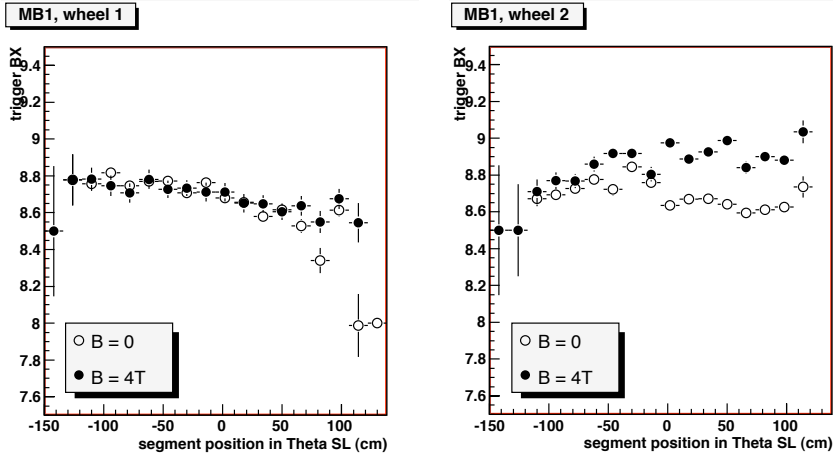 MB1, wheel 1
trigger BX
9.4
9.2
9
8.8
8.6
8.4
8.2
8
7.8
7.6
B = 0
B = 4T
-150 -100 -50 0 50 100
segment position in Theta SL (cm)
MB1, wheel 2
trigger BX
9.4
9.2
9
8.8
8.6
8.4
8.2
8
7.8
7.6
B = 0
B = 4T
-150 -100 -50 0 50 100
segment position in Theta SL (cm)